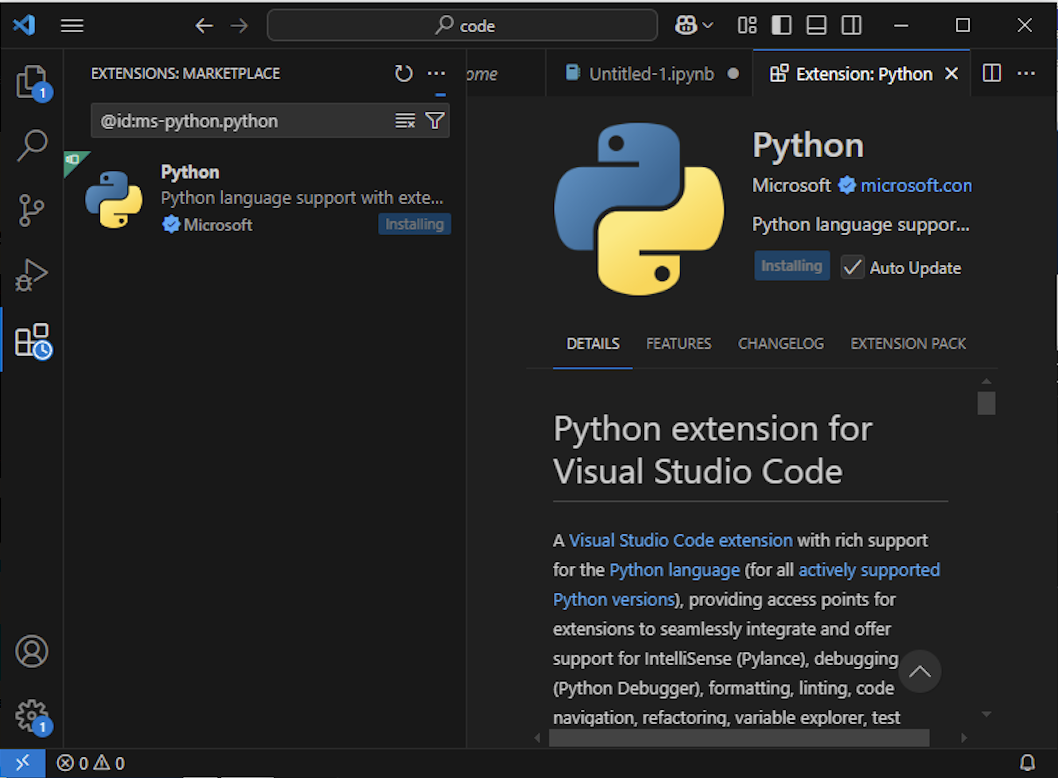 code
EXTENSIONS: MARKETPLACE
ome
Untitled-1.ipynb
Extension: Python
1
@id:ms-python.python
Python
Python language support with exte...
Microsoft
Installing
Python
Microsoft microsoft.con
Python language suppor...
Installing
Auto Update
DETAILS FEATURES CHANGELOG EXTENSION PACK
Python extension for
Visual Studio Code
A Visual Studio Code extension with rich support
for the Python language (for all actively supported
Python versions), providing access points for
extensions to seamlessly integrate and offer
support for IntelliSense (Pylance), debugging
(Python Debugger), formatting, linting, code
navigation, refactoring, variable explorer, test
1
0 0